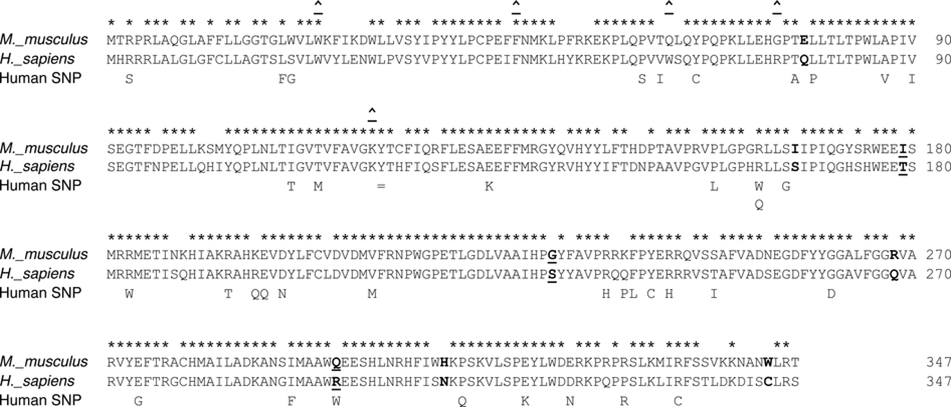 ^ ^ ^ ^
* * *** ** * ** ** * *** ** *** ******** ***** ******* ********** ** ************
M._musculus MTRPRLAQGLAFFLLGGTGLWVLWKFIKDWLLVSYIPYYLPCPEFFNMKLPFRKEKPLQPVTQLQYPQPKLLEHGPTELLTLTPWLAPIV 90
H._sapiens MHRRRLALGLGFCLLAGTSLSVLWVYLENWLPVSYVPYYLPCPEIFNMKLHYKREKPLQPVVWSQYPQPKLLEHRPTQLLTLTPWLAPIV 90
Human SNP S FG S I C A P V I
^
***** **** ****************** *** ************* ******* * *** ***** **** ***** * *** *
M._musculus SEGTFDPELLKSMYQPLNLTIGVTVFAVGKYTCFIQRFLESAEEFFMRGYQVHYYIFTHDPTAVPRVPLGPGRLLSIIPIQGYSRWEEIS 180
H._sapiens SEGTFNPELLQHIYQPLNLTIGVTVFAVGKYTHFIQSFLESAEEFFMRGYRVHYYIFTDNPAAVPGVPLGPHRLLSSIPIQGHSHWEETS 180
Human SNP T M = K L W G
Q
******* ******* ******* ************************ * **** ****** ** ***** ********* *** **
M._musculus MRRMETINKHIAKRAHKEVDYLFCVDVDMVFRNPWGPETLGDLVAAIHPGYFAVPRRKFPYERRQVSSAFVADNEGDFYYGGALFGGRVA 270
H._sapiens MRRMETISQHIAKRAHREVDYLFCLDVDMVFRNPWGPETLGDLVAAIHPSYYAVPRQQFPYERRRVSTAFVADSEGDFYYGGAVFGGQVA 270
Human SNP W T QQ N M H PL C H I G D
******* ************ ***** ************ *************** **** * *** *** * **
M._musculus RVYEFTRACHMAILADKANSIMAAWQEESHLNRHFIWHKPSKVLSPEYLWDERKPRPRSLKMIRFSSVKKNANWLRT 347
H._sapiens RVYEFTRGCHMAILADKANGIMAAWREESHLNRHFISNKPSKVLSPEYLWDDRKPQPPSLKLIRFSTLDKDISCLRS 347
Human SNP G F W Q K N R C